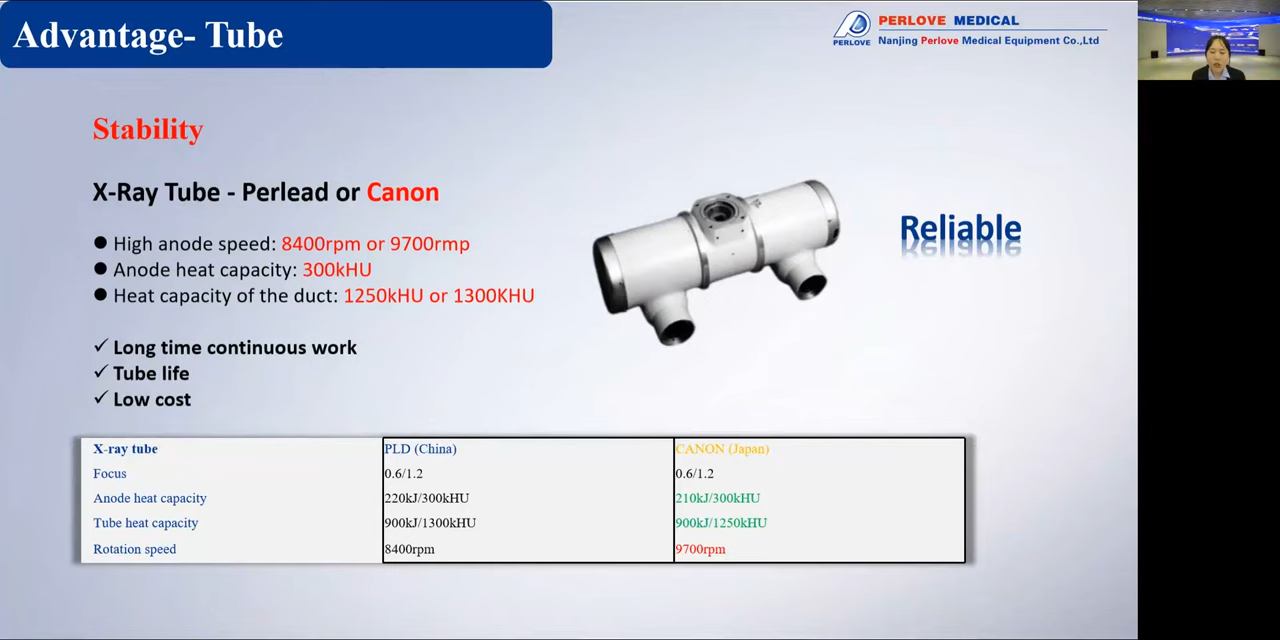 Advantage- Tube
PERLOVE MEDICAL
PERLOVE
Nanjing Perlove Medical Equipment Co.,Ltd
Stability
X-Ray Tube - Perlead or Canon
High anode speed: 8400rpm or 9700rmp
Anode heat capacity: 300kHU
Heat capacity of the duct: 1250kHU or 1300KHU
Reliable
Long time continuous work
Tube life
Low cost
X-ray tube PLD (China) CANON (Japan)
Focus 0.6/1.2 0.6/1.2
Anode heat capacity 220kJ/300kHU 210kJ/300kHU
Tube heat capacity 900kJ/1300kHU 900kJ/1250kHU
Rotation speed 8400rpm 9700rpm